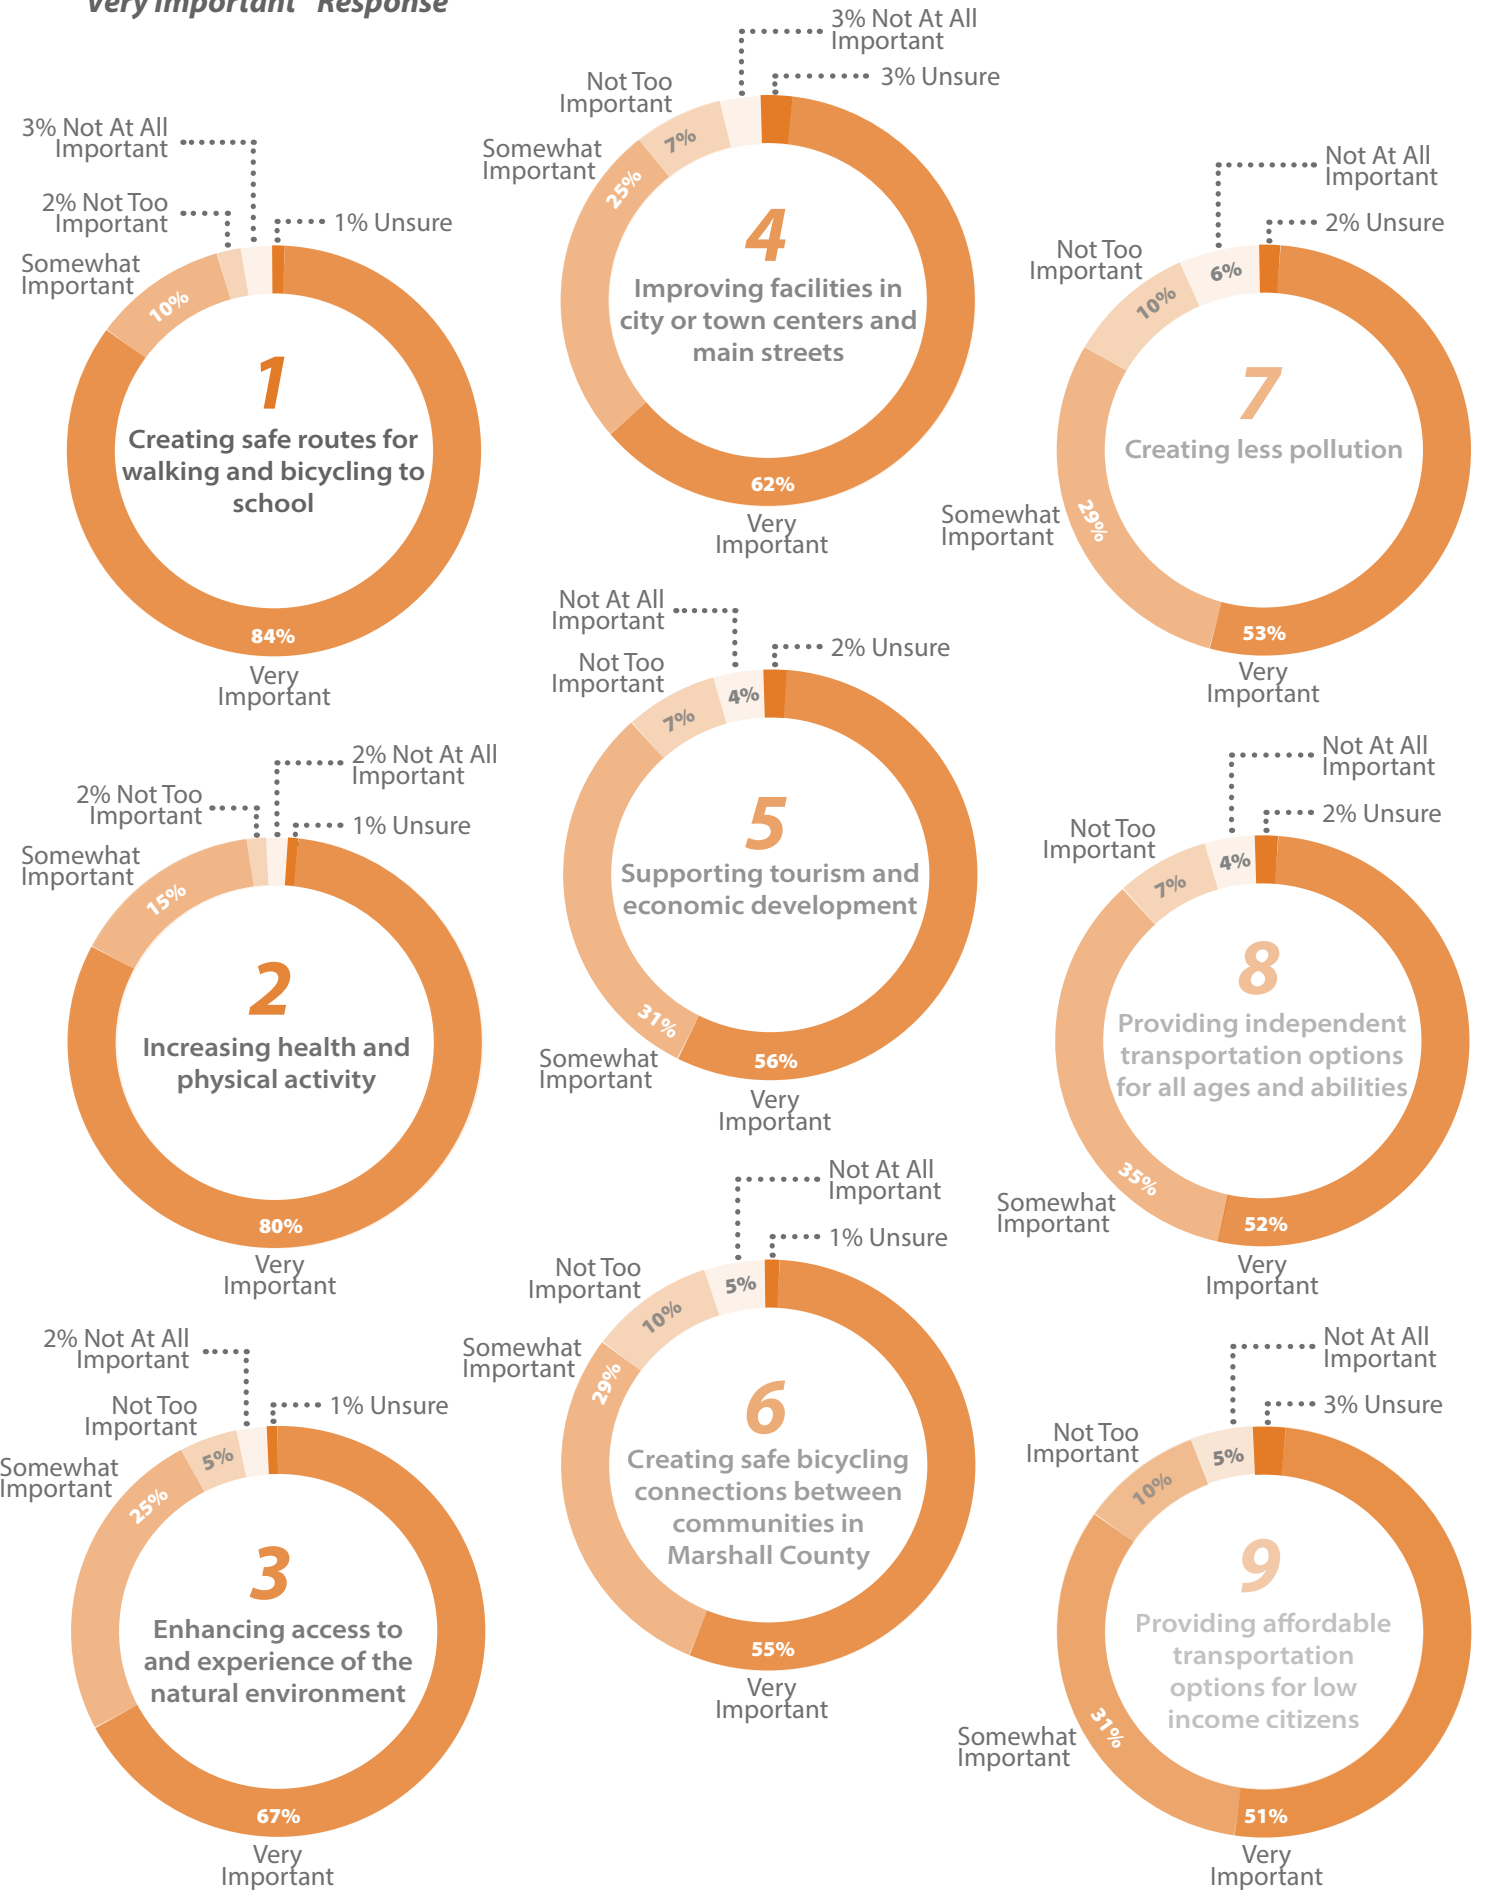 Very Important" Response
3% Not At All
Important
2% Not Too
Important
1% Unsure
Somewhat
Important
10%
1
Creating safe routes for
walking and bicycling to
school
84%
Very
Important
2% Not At All
Important
2% Not Too
Important
1% Unsure
Somewhat
Important
15%
2
Increasing health and
physical activity
80%
Very
Important
2% Not At All
Important
Not Too
Important
1% Unsure
5%
Somewhat
Important
25%
3
Enhancing access to
and experience of the
natural environment
67%
Very
Important
3% Not At All
Important
3% Unsure
Not Too
Important
7%
Somewhat
Important
25%
4
Improving facilities in
city or town centers and
main streets
62%
Very
Important
Not At All
Important
2% Unsure
Not Too
Important
4%
7%
5
Supporting tourism and
economic development
31%
Somewhat
Important
56%
Very
Important
Not At All
Important
1% Unsure
Not Too
Important
5%
10%
Somewhat
Important
29%
6
Creating safe bicycling
connections between
communities in
Marshall County
55%
Very
Important
Not At All
Important
2% Unsure
Not Too
Important
6%
10%
7
Creating less pollution
Somewhat
Important
29%
53%
Very
Important
Not At All
Important
2% Unsure
Not Too
Important
4%
7%
8
Providing independent
transportation options
for all ages and abilities
35%
Somewhat
Important
52%
Very
Important
Not At All
Important
3% Unsure
Not Too
Important
5%
10%
9
Providing affordable
transportation
options for low
income citizens
31%
Somewhat
Important
51%
Very
Important